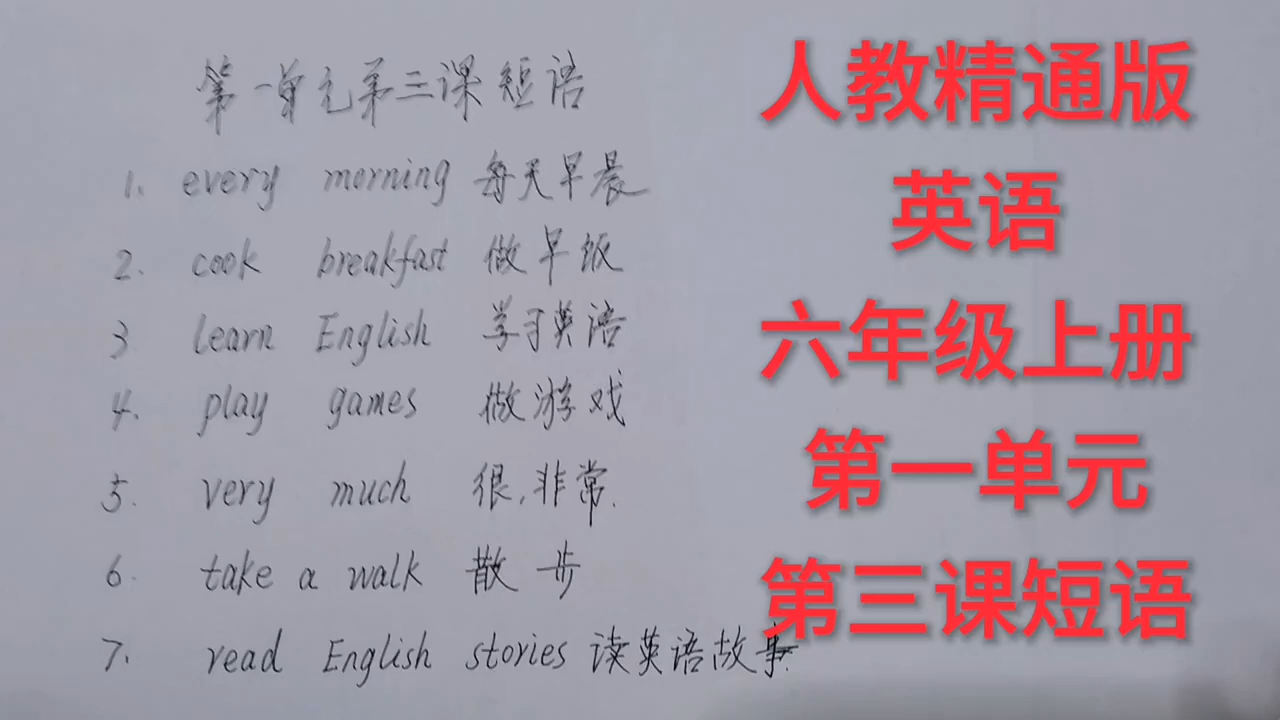 第一单元第三课短语
1. every morning 每天早晨
2. cook breakfast 做早饭
3 learn English 学习英语
4. play games 做游戏
5. very much 很,非常.
6. take a walk 散步
7. read English stories 读英语故事.
人教精通版
英语
六年级上册
第一单元
第三课短语